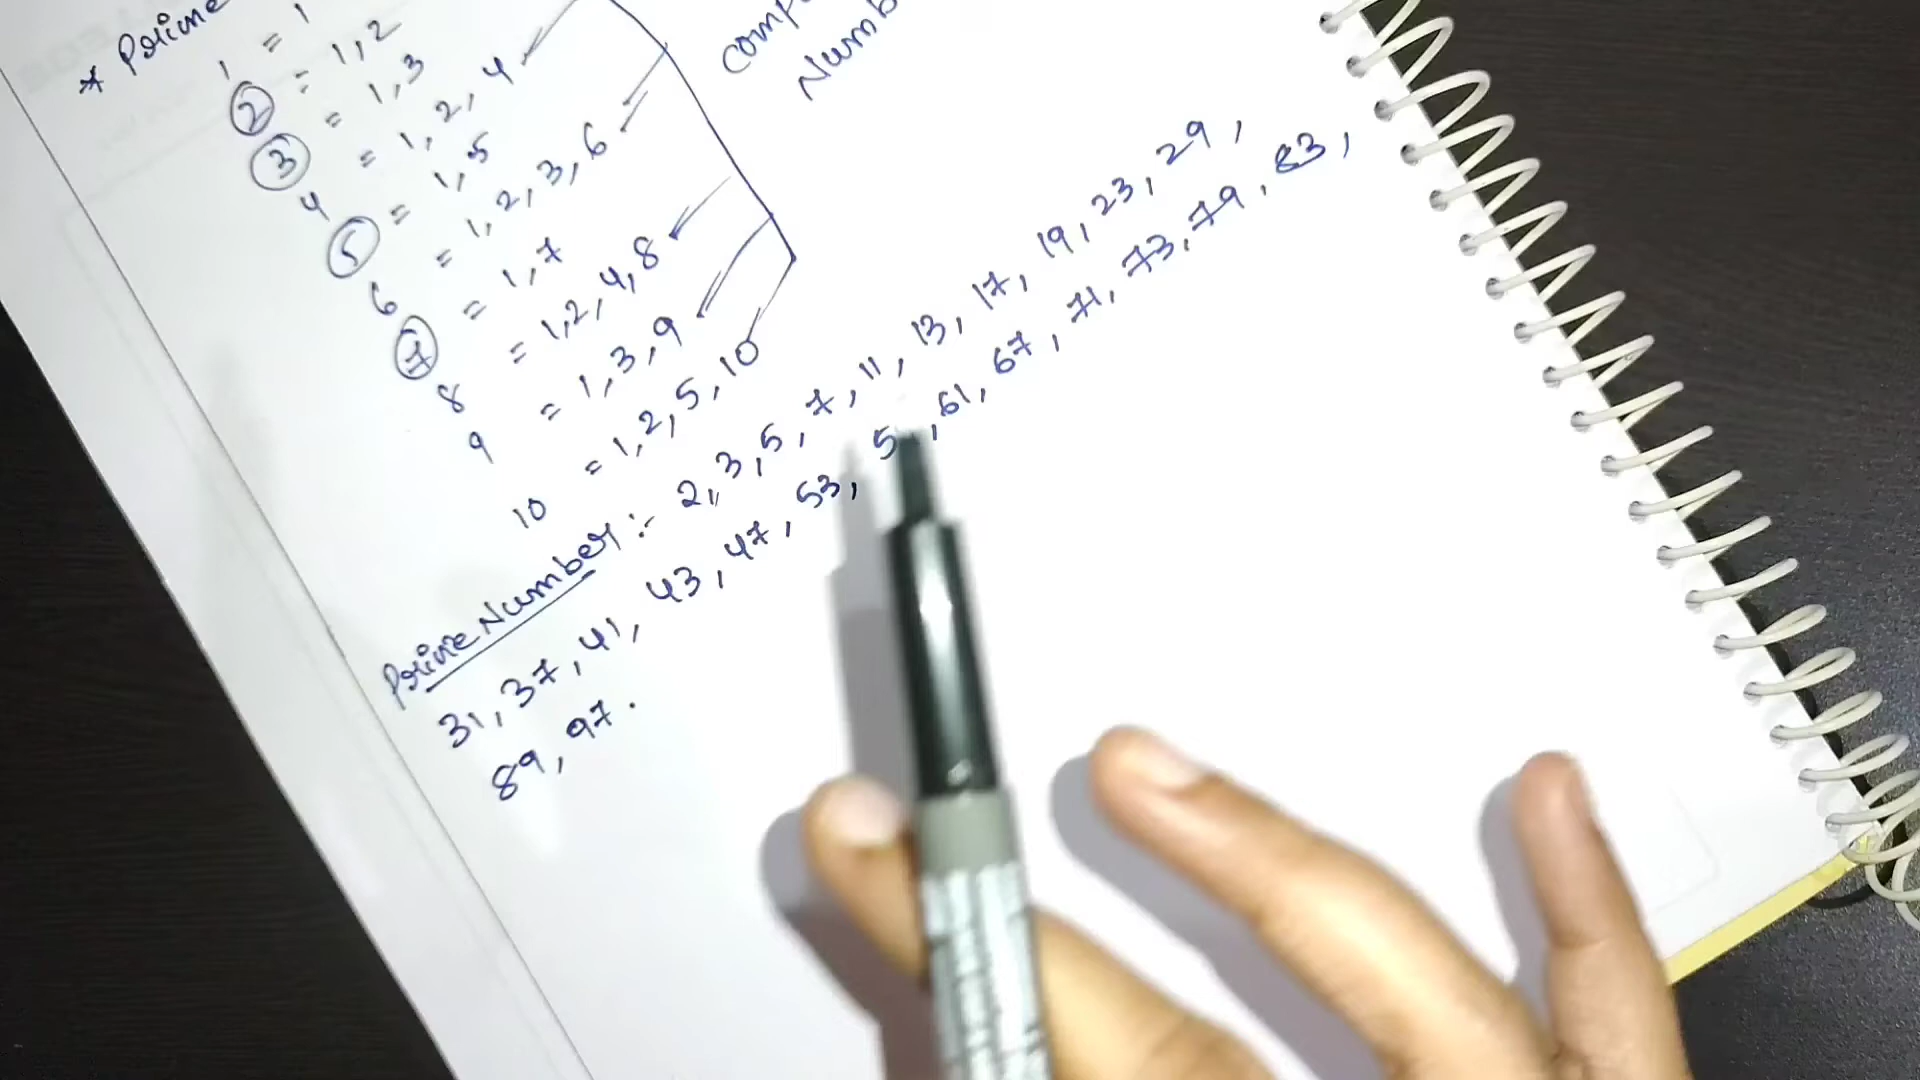 * Prime
1 = 1
2 = 1, 2
3 = 1, 3
4 = 1, 2, 4
5 = 1, 5
6 = 1, 2, 3, 6
7 = 1, 7
8 = 1, 2, 4, 8
9 = 1, 3, 9
10 = 1, 2, 5, 10
Numb
Prime Number :- 2, 3, 5, 7, 11, 13, 17, 19, 23, 29,
31, 37, 41, 43, 47, 53, 5 , 61, 67, 71, 73, 79, 83,
89, 97.